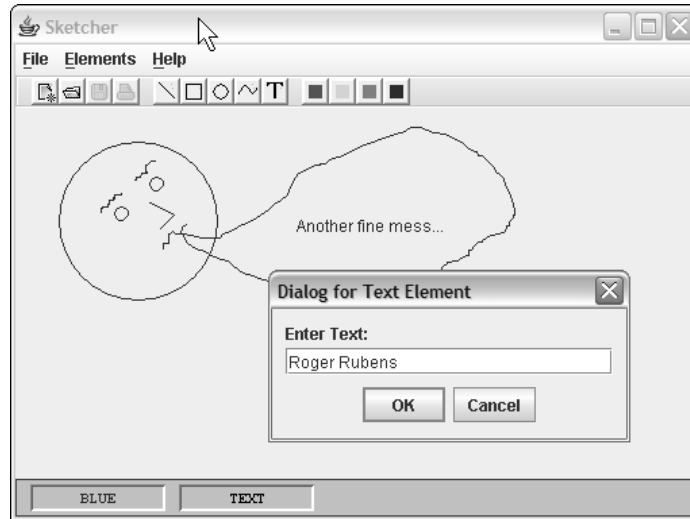 Sketcher
File Elements Help
T
Another fine mess...
Dialog for Text Element
Enter Text:
Roger Rubens
OK Cancel
BLUE TEXT